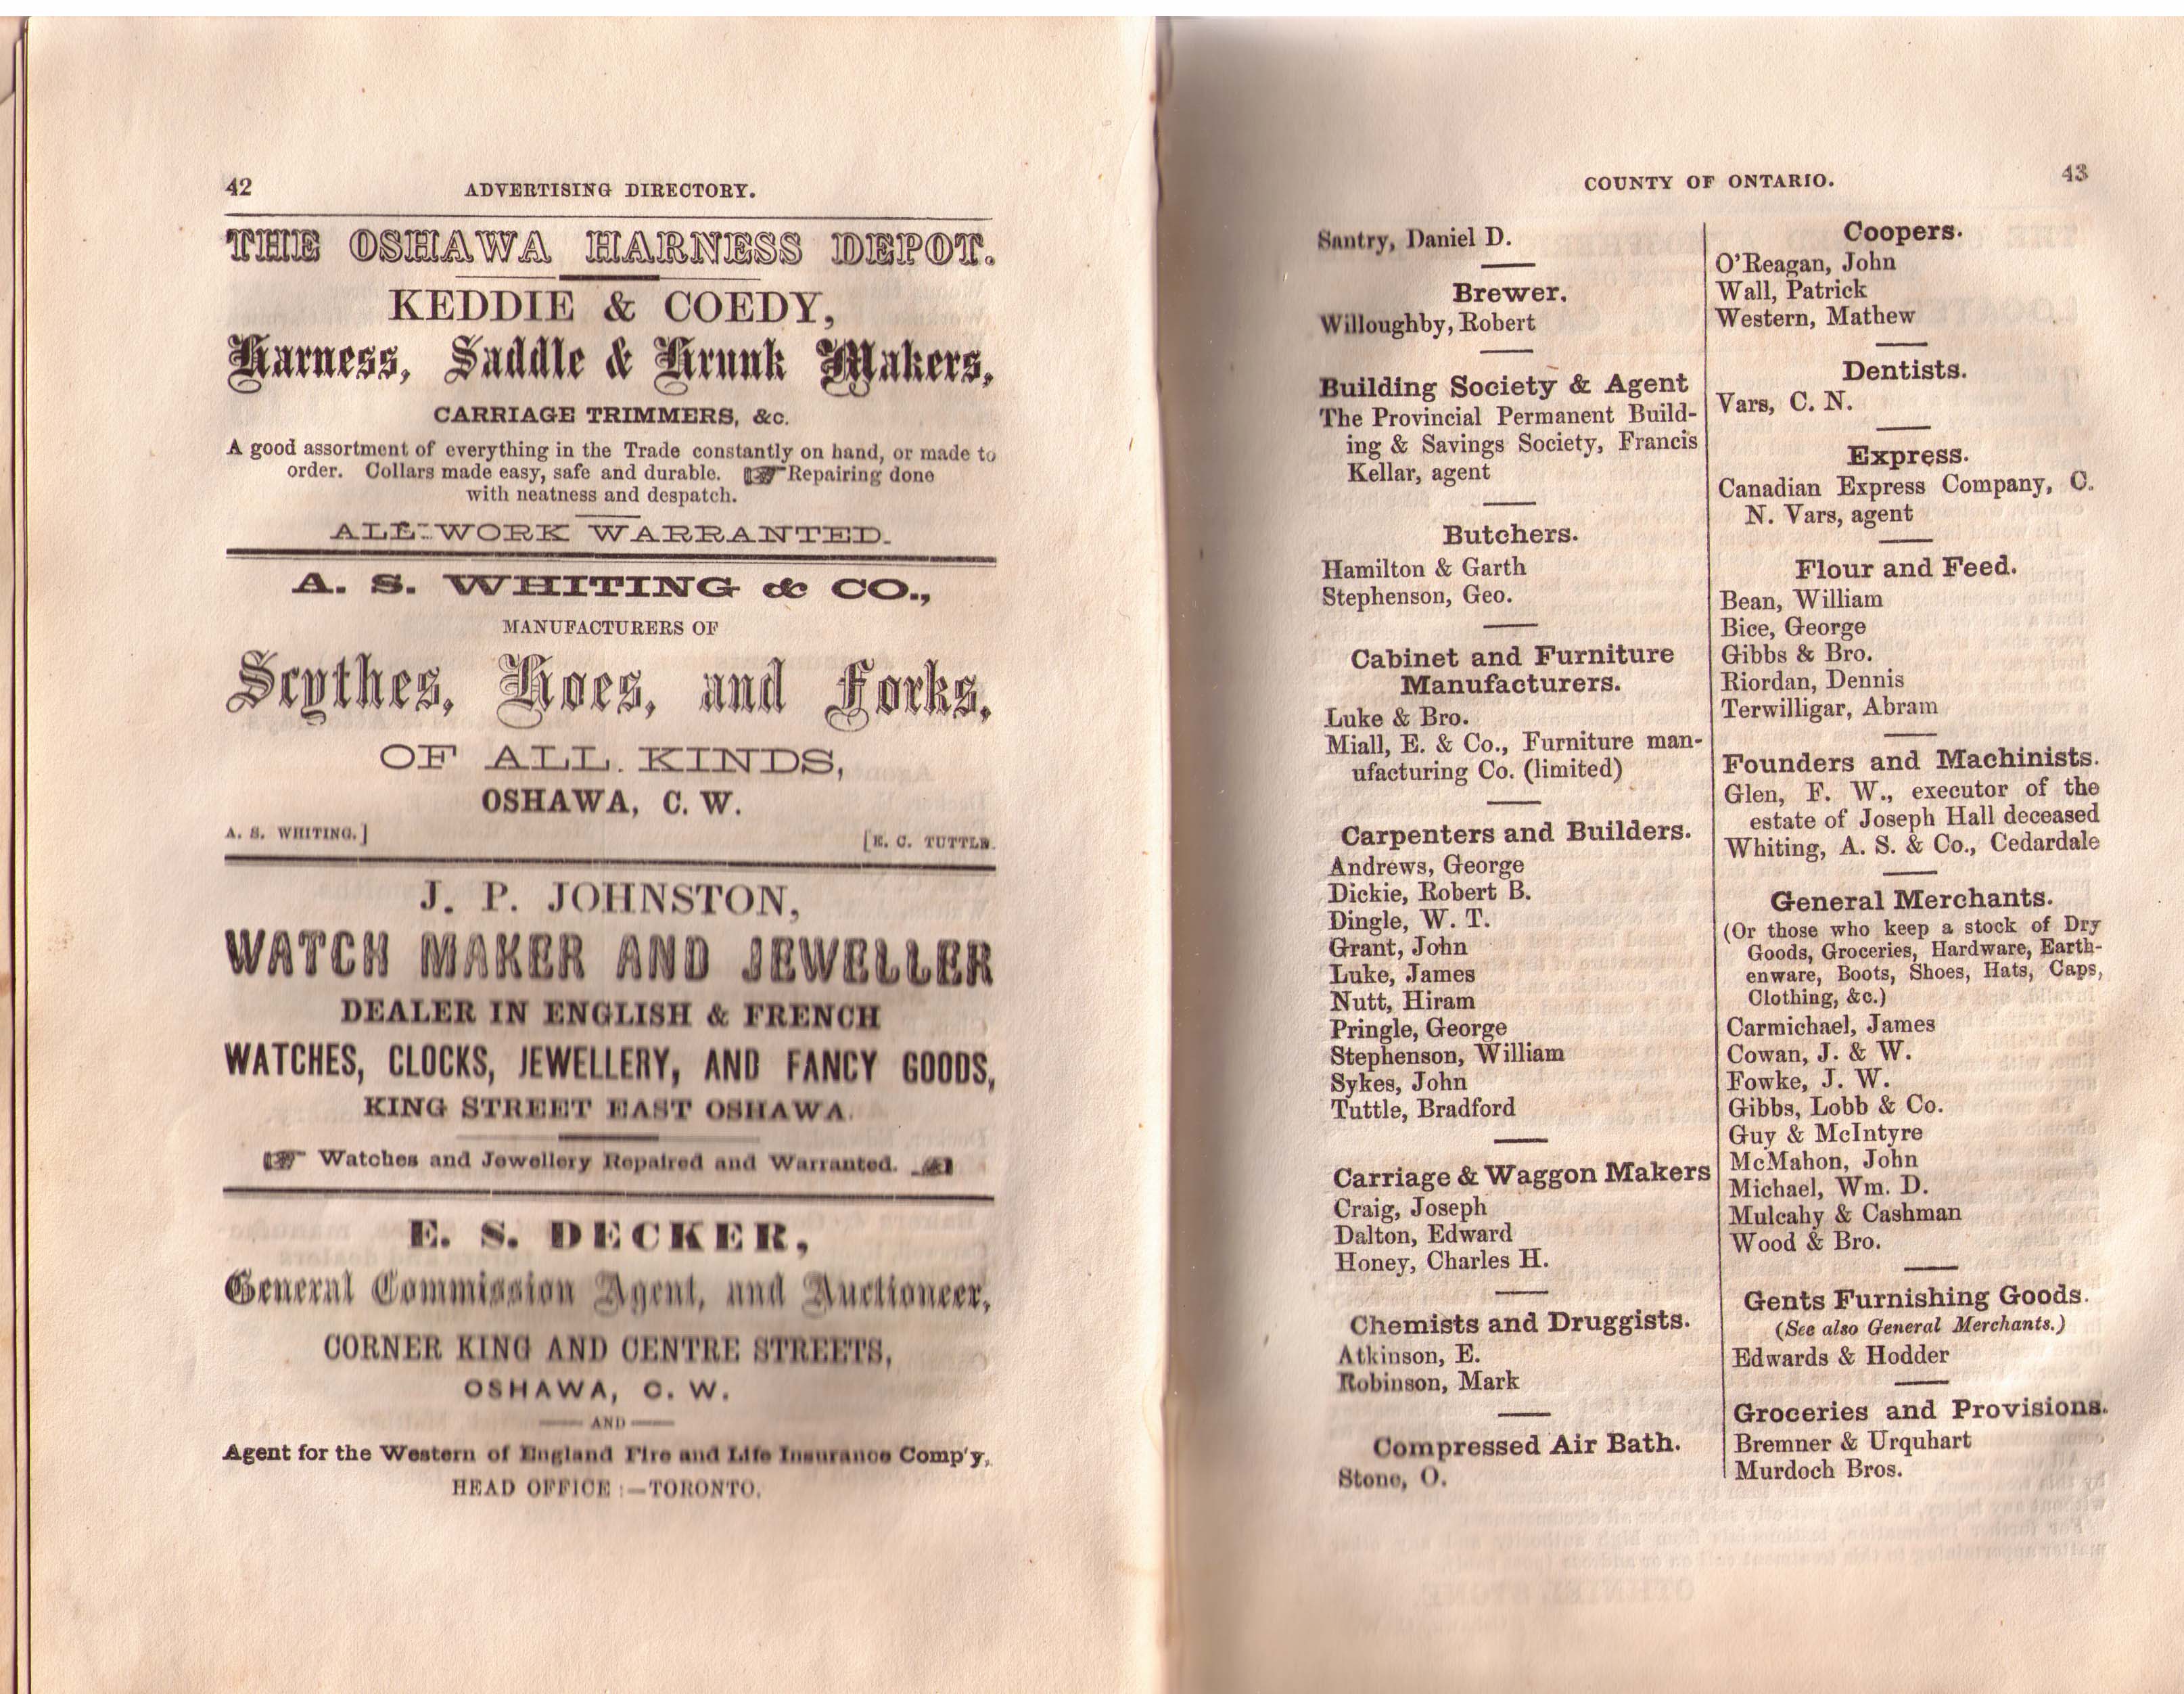 42
ADVERTISING DIRECTORY.
THE OSHAWA HARNESS DEPOT.
KEDDIE & COEDY,
Harness, Saddle & Trunk Makers,
CARRIAGE TRIMMERS, &c.
A good assortment of everything in the Trade constantly on hand, or made to
order. Collars made easy, safe and durable. ☞ Repairing done
with neatness and despatch.
ALL WORK WARRANTED.
A. S. WHITING & CO.,
MANUFACTURERS OF
Scythes, Hoes, and Forks,
OF ALL KINDS,
OSHAWA, C. W.
A. S. WHITING.] [E. C. TUTTLE.
J. P. JOHNSTON,
WATCH MAKER AND JEWELLER
DEALER IN ENGLISH & FRENCH
WATCHES, CLOCKS, JEWELLERY, AND FANCY GOODS,
KING STREET EAST OSHAWA.
☞ Watches and Jewellery Repaired and Warranted. ☜
E. S. DECKER,
General Commission Agent, and Auctioneer,
CORNER KING AND CENTRE STREETS,
OSHAWA, C. W.
AND
Agent for the Western of England Fire and Life Insurance Comp'y,
HEAD OFFICE :—TORONTO.
COUNTY OF ONTARIO.
43
Santry, Daniel D.
Brewer.
Willoughby, Robert
Building Society & Agent
The Provincial Permanent Build-
ing & Savings Society, Francis
Kellar, agent
Butchers.
Hamilton & Garth
Stephenson, Geo.
Cabinet and Furniture
Manufacturers.
Luke & Bro.
Miall, E. & Co., Furniture man-
ufacturing Co. (limited)
Carpenters and Builders.
Andrews, George
Dickie, Robert B.
Dingle, W. T.
Grant, John
Luke, James
Nutt, Hiram
Pringle, George
Stephenson, William
Sykes, John
Tuttle, Bradford
Carriage & Waggon Makers
Craig, Joseph
Dalton, Edward
Honey, Charles H.
Chemists and Druggists.
Atkinson, E.
Robinson, Mark
Compressed Air Bath.
Stone, O.
Coopers.
O'Reagan, John
Wall, Patrick
Western, Mathew
Dentists.
Vars, C. N.
Express.
Canadian Express Company, C.
N. Vars, agent
Flour and Feed.
Bean, William
Bice, George
Gibbs & Bro.
Riordan, Dennis
Terwilligar, Abram
Founders and Machinists.
Glen, F. W., executor of the
estate of Joseph Hall deceased
Whiting, A. S. & Co., Cedardale
General Merchants.
(Or those who keep a stock of Dry
Goods, Groceries, Hardware, Earth-
enware, Boots, Shoes, Hats, Caps,
Clothing, &c.)
Carmichael, James
Cowan, J. & W.
Fowke, J. W.
Gibbs, Lobb & Co.
Guy & McIntyre
McMahon, John
Michael, Wm. D.
Mulcahy & Cashman
Wood & Bro.
Gents Furnishing Goods.
(See also General Merchants.)
Edwards & Hodder
Groceries and Provisions.
Bremner & Urquhart
Murdoch Bros.